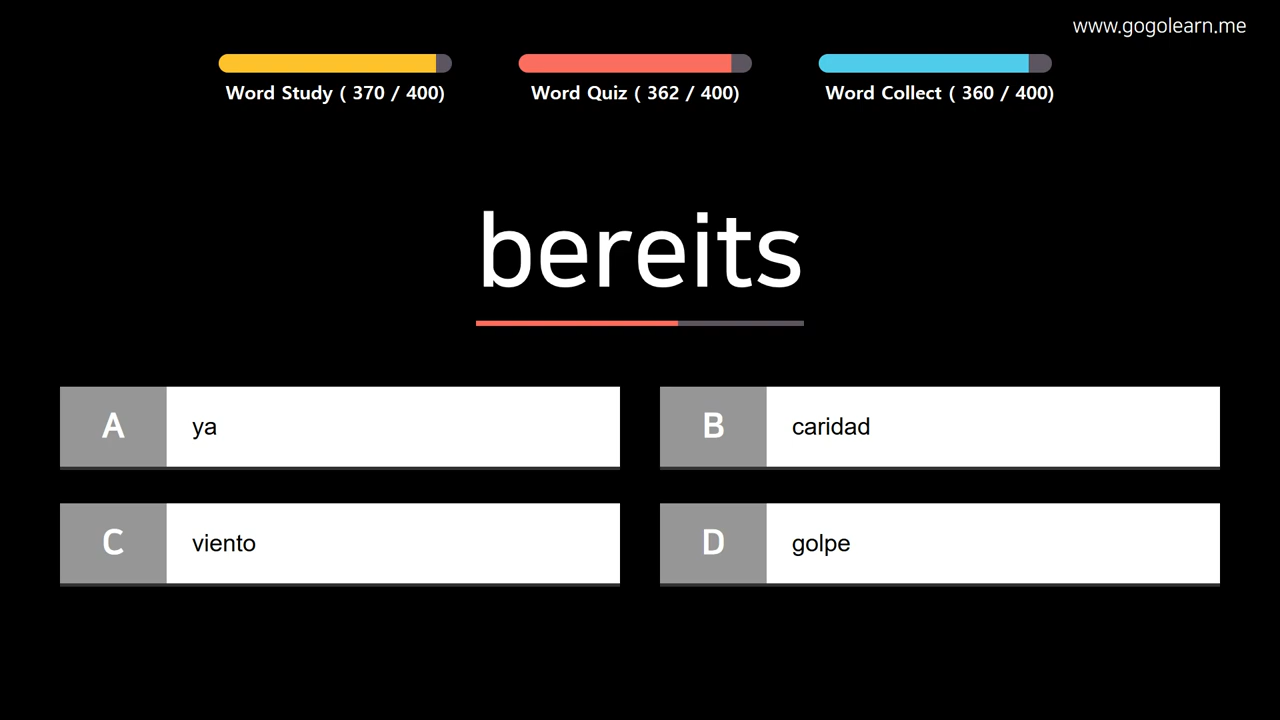 www.gogolearn.me
Word Study ( 370 / 400)
Word Quiz ( 362 / 400)
Word Collect ( 360 / 400)
bereits
A ya
B caridad
C viento
D golpe